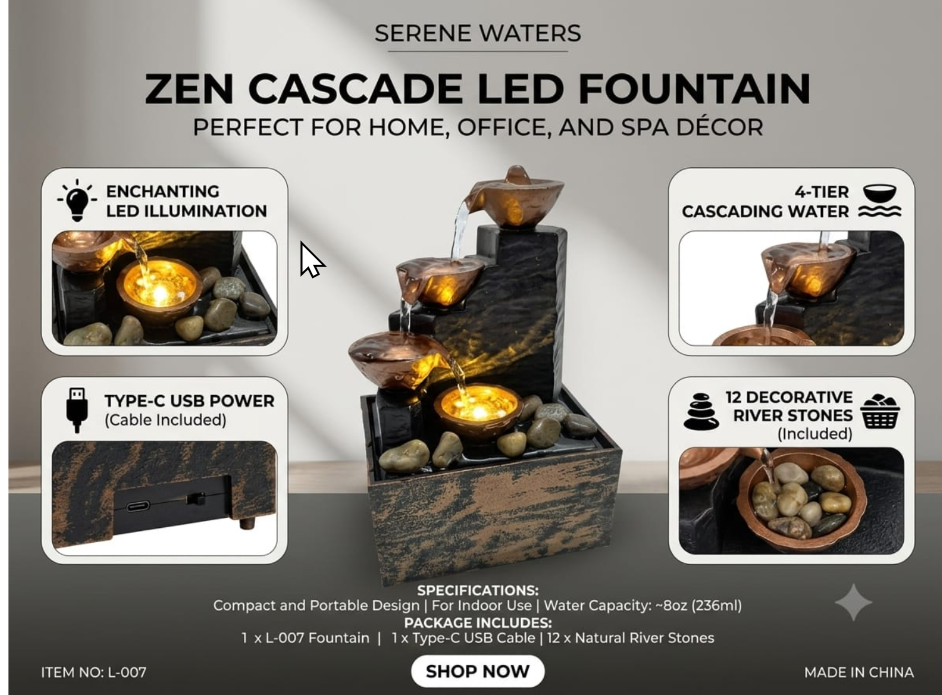 SERENE WATERS
ZEN CASCADE LED FOUNTAIN
PERFECT FOR HOME, OFFICE, AND SPA DÉCOR
ENCHANTING
LED ILLUMINATION
4-TIER
CASCADING WATER
TYPE-C USB POWER
(Cable Included)
12 DECORATIVE
RIVER STONES
(Included)
SPECIFICATIONS:
Compact and Portable Design | For Indoor Use | Water Capacity: ~8oz (236ml)
PACKAGE INCLUDES:
1 x L-007 Fountain | 1 x Type-C USB Cable | 12 x Natural River Stones
ITEM NO: L-007
SHOP NOW
MADE IN CHINA